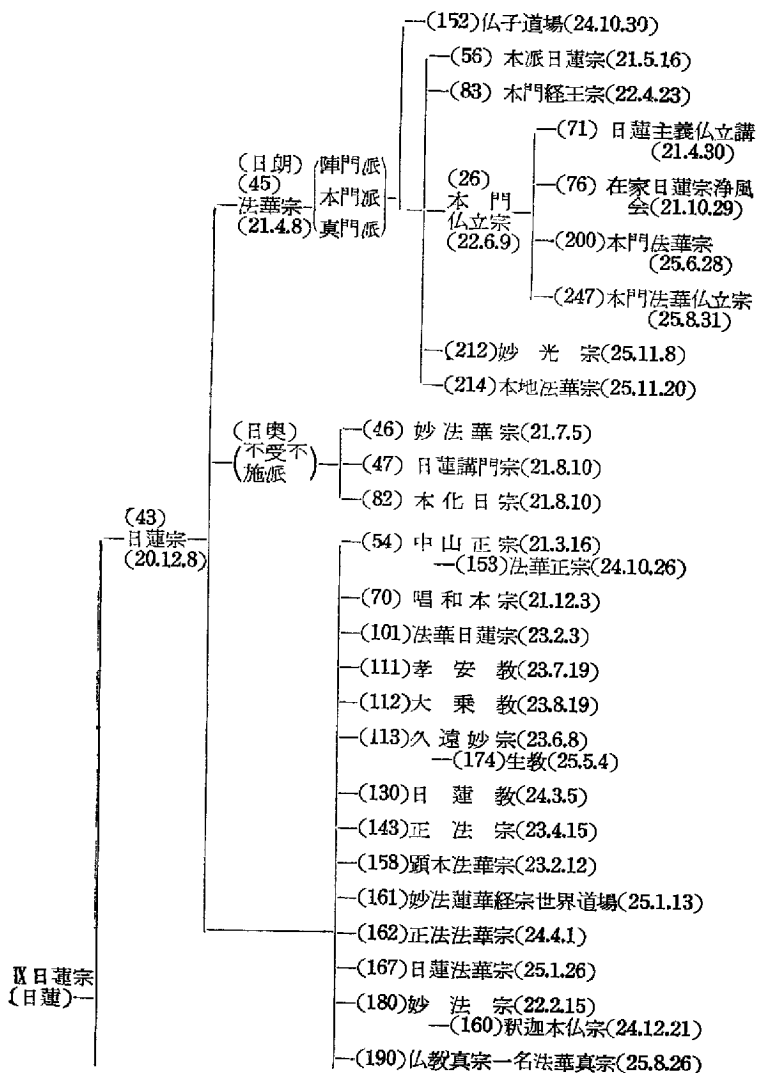 (152)仏子道場(24.10.30)
(56) 本派日蓮宗(21.5.16)
(83) 本門経王宗(22.4.23)
(71) 日蓮主義仏立講
(21.4.30)
(日朗)
(45)
法華宗
(21.4.8)
陣門派
本門派
真門派
(26)
本門
仏立宗
(22.6.9)
(76) 在家日蓮宗浄風
会(21.10.29)
(200)本門法華宗
(25.6.28)
(247)本門法華仏立宗
(25.8.31)
(212)妙光宗(25.11.8)
(214)本地法華宗(25.11.20)
(日奥)
(不受不
施派)
(46) 妙法華宗(21.7.5)
(47) 日蓮講門宗(21.8.10)
(82) 本化日宗(21.8.10)
(43)
日蓮宗
(20.12.8)
(54) 中山正宗(21.3.16)
(153)法華正宗(24.10.26)
(70) 唱和本宗(21.12.3)
(101)法華日蓮宗(23.2.3)
(111)孝安教(23.7.19)
(112)大乗教(23.8.19)
(113)久遠妙宗(23.6.8)
(174)生教(25.5.4)
(130)日蓮教(24.3.5)
(143)正法宗(23.4.15)
(158)顕本法華宗(23.2.12)
(161)妙法蓮華経宗世界道場(25.1.13)
(162)正法法華宗(24.4.1)
(167)日蓮法華宗(25.1.26)
(180)妙法宗(22.2.15)
(160)釈迦本仏宗(24.12.21)
(190)仏教真宗一名法華真宗(25.8.26)
Ⅸ日蓮宗
(日蓮)